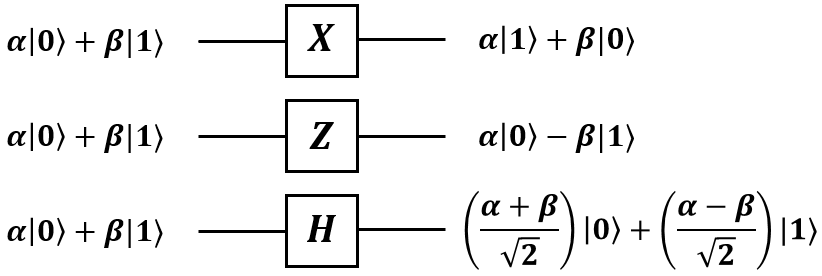 α|0⟩ + β|1⟩ X α|1⟩ + β|0⟩
α|0⟩ + β|1⟩ Z α|0⟩ − β|1⟩
α|0⟩ + β|1⟩ H ((α + β)/√2)|0⟩ + ((α − β)/√2)|1⟩